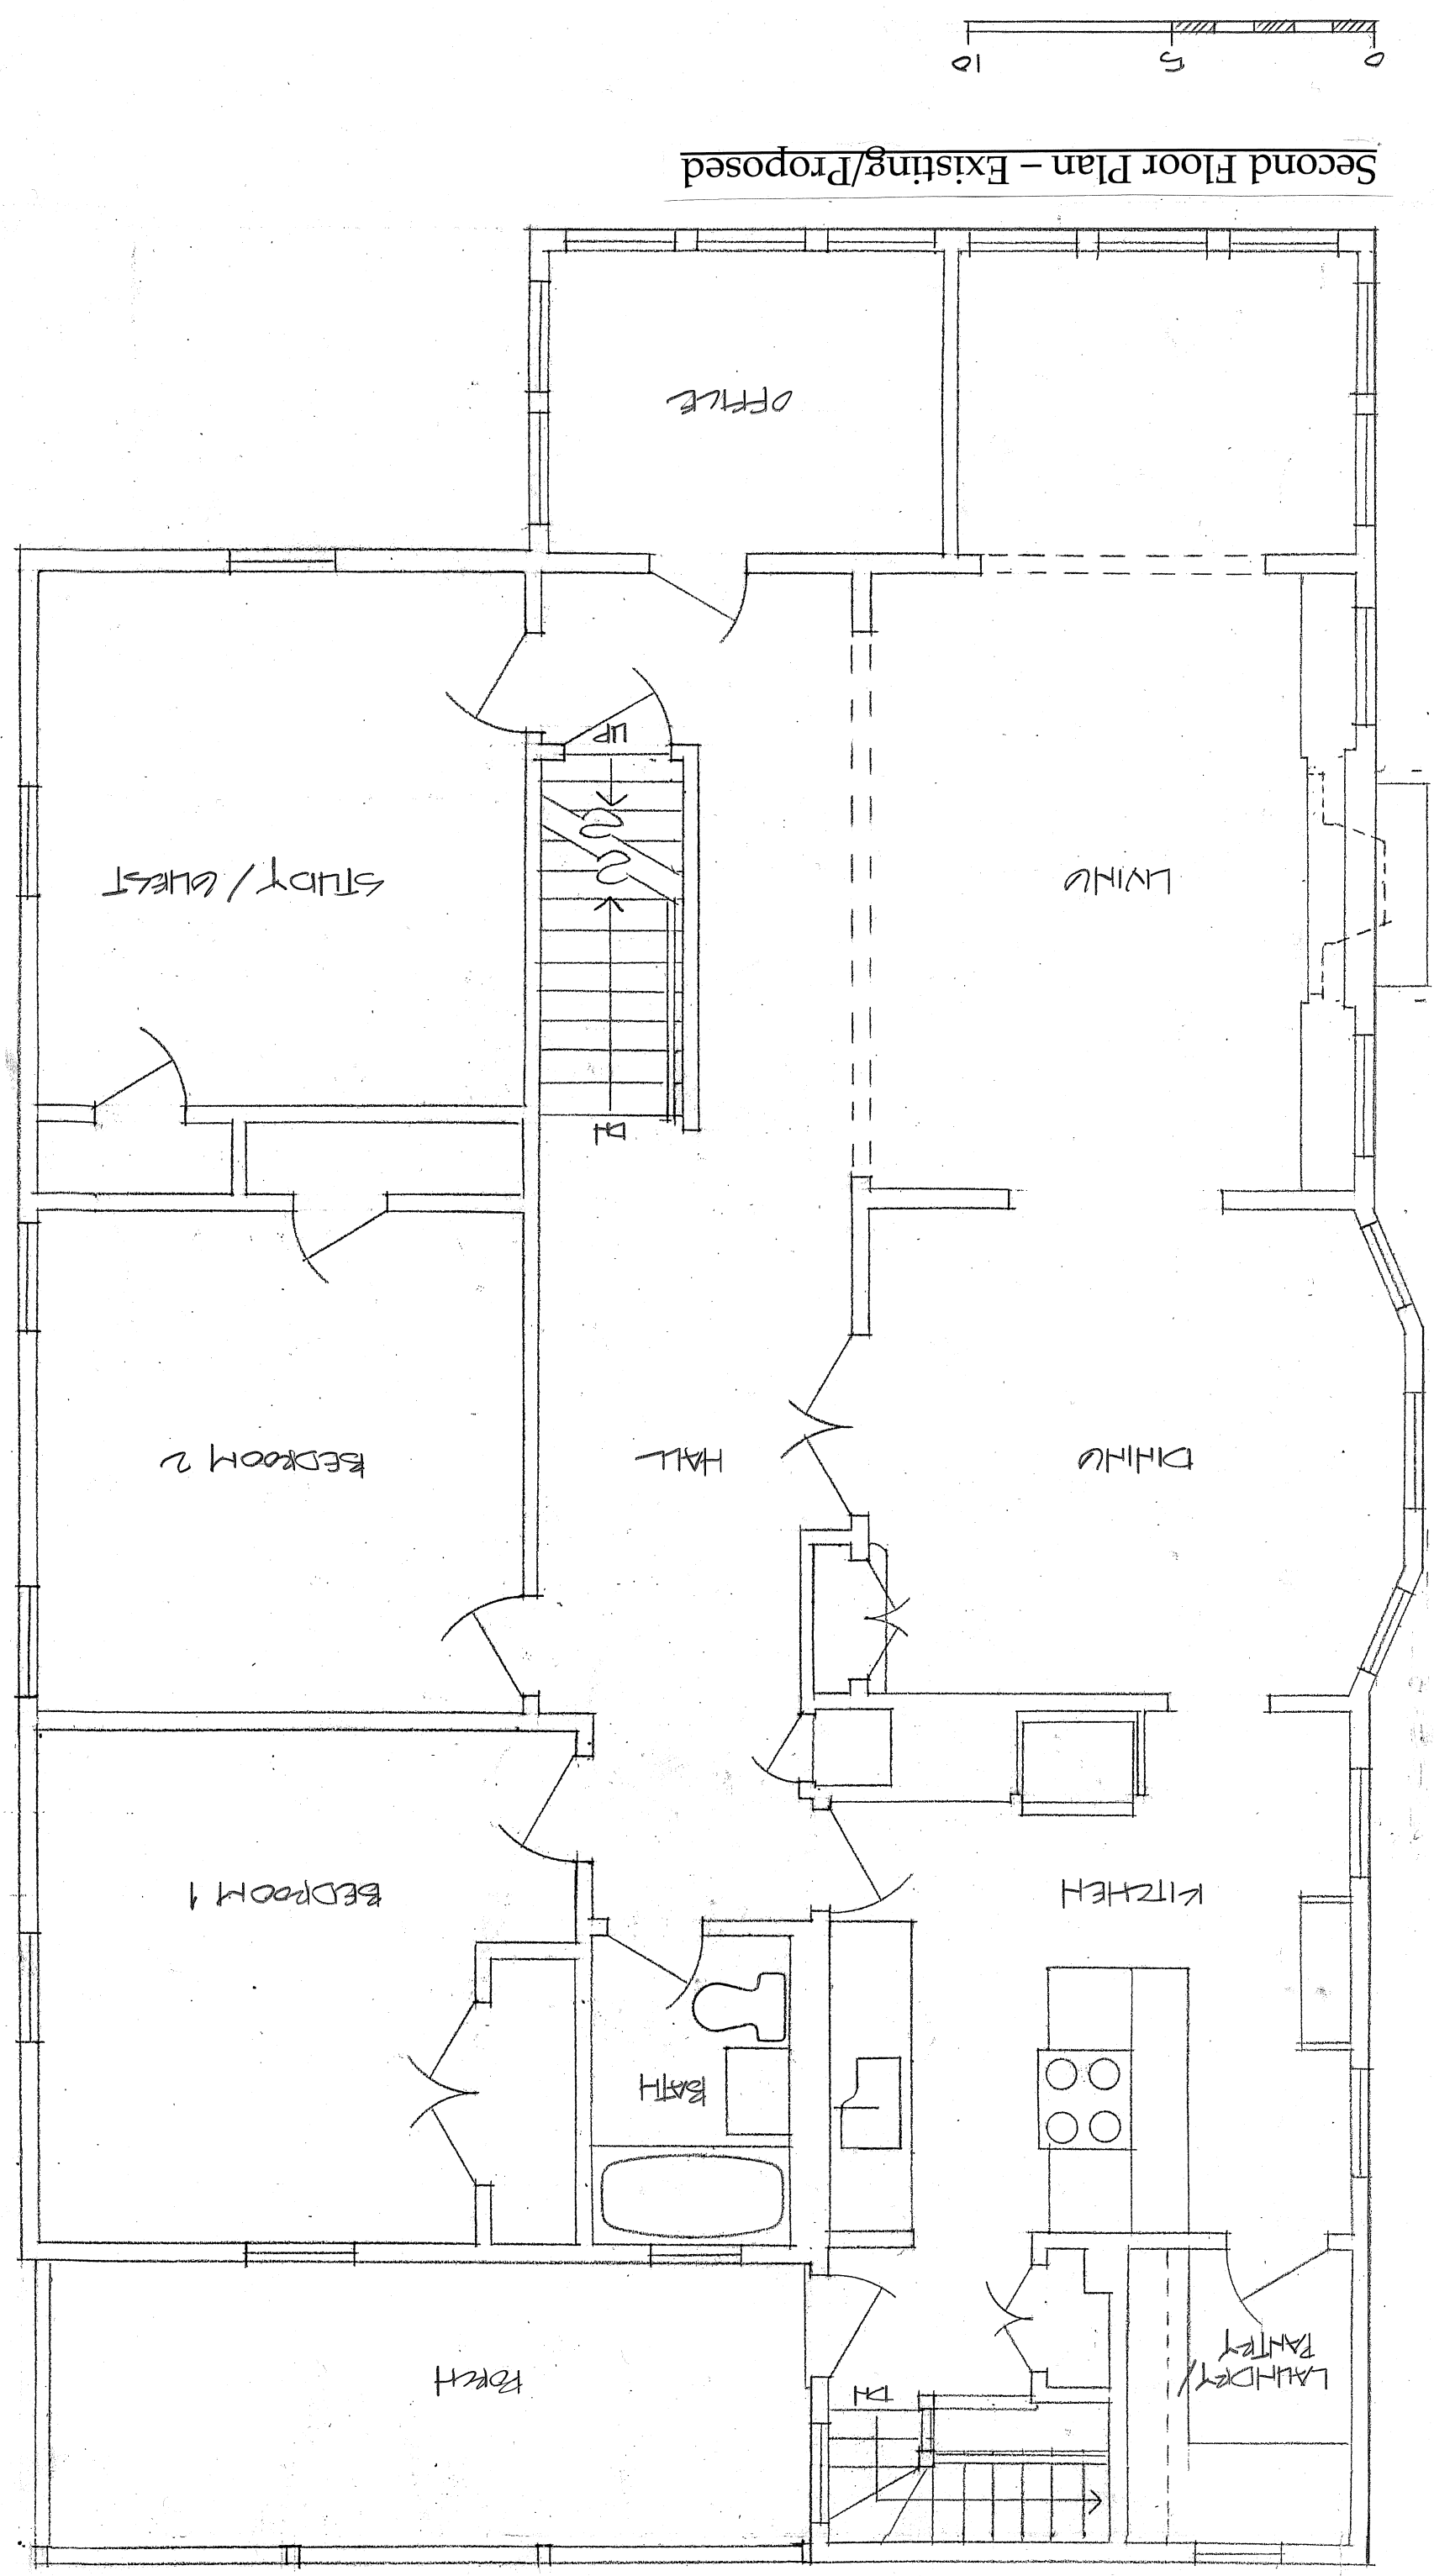 LAUNDRY/
PANTRY
DN
PORCH
BATH
KITCHEN
BEDROOM 1
DINING
HALL
BEDROOM 2
DN
LIVING
STUDY/GUEST
UP
OFFICE
Second Floor Plan – Existing/Proposed
0 5 10